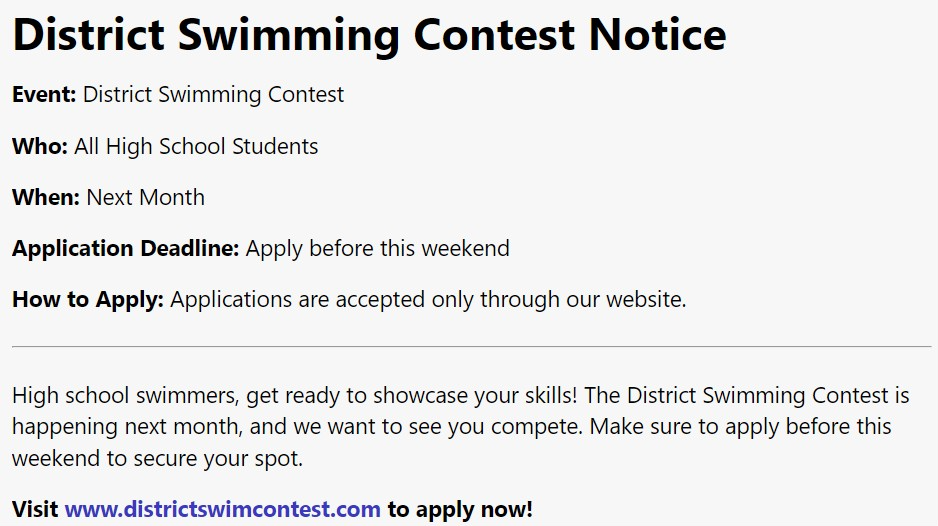 District Swimming Contest Notice
Event: District Swimming Contest
Who: All High School Students
When: Next Month
Application Deadline: Apply before this weekend
How to Apply: Applications are accepted only through our website.
High school swimmers, get ready to showcase your skills! The District Swimming Contest is
happening next month, and we want to see you compete. Make sure to apply before this
weekend to secure your spot.
Visit www.districtswimcontest.com to apply now!